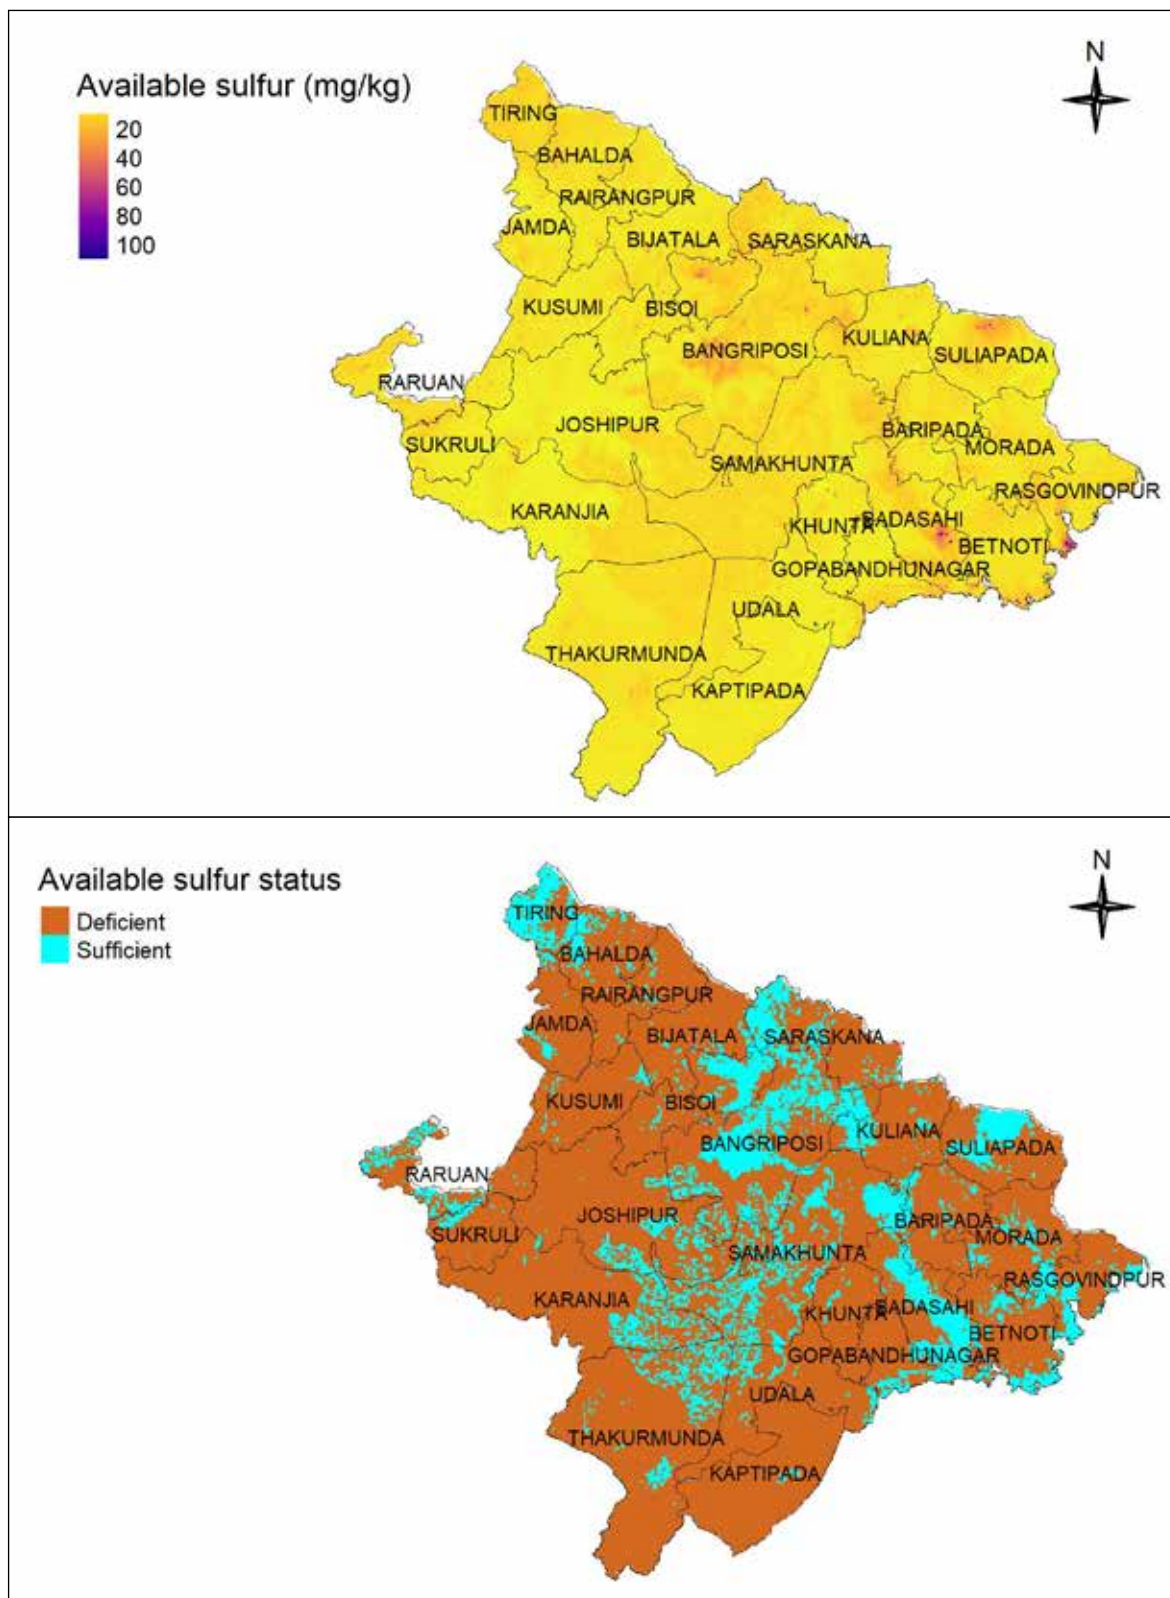 N
Available sulfur (mg/kg)
20
40
60
80
100
TIRING
BAHALDA
RAIRANGPUR
JAMDA
BIJATALA
SARASKANA
KUSUMI
BISOI
BANGRIPOSI
KULIANA
SULIAPADA
RARUAN
JOSHIPUR
SUKRULI
BARIPADA
MORADA
SAMAKHUNTA
RASGOVINDPUR
KARANJIA
KHUNTA
BADASAHI
BETNOTI
GOPABANDHUNAGAR
UDALA
THAKURMUNDA
KAPTIPADA
N
Available sulfur status
Deficient
Sufficient
TIRING
BAHALDA
RAIRANGPUR
JAMDA
BIJATALA
SARASKANA
KUSUMI
BISOI
BANGRIPOSI
KULIANA
SULIAPADA
RARUAN
JOSHIPUR
SUKRULI
BARIPADA
MORADA
SAMAKHUNTA
RASGOVINDPUR
KARANJIA
KHUNTA
BADASAHI
BETNOTI
GOPABANDHUNAGAR
UDALA
THAKURMUNDA
KAPTIPADA